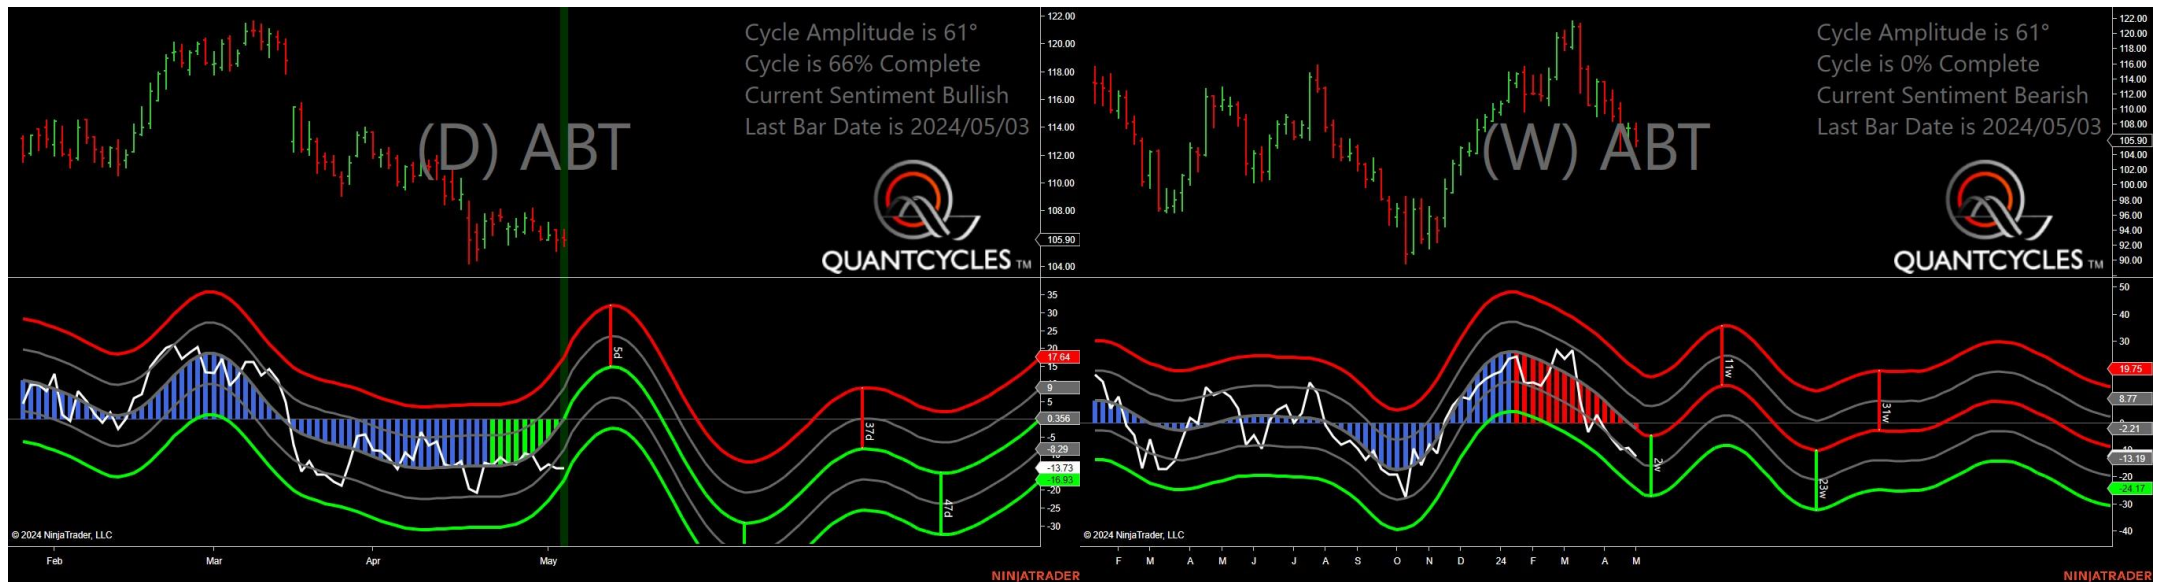 Cycle Amplitude is 61°
Cycle is 66% Complete
Current Sentiment Bullish
Last Bar Date is 2024/05/03
(D) ABT
QUANTCYCLES TM
122.00
120.00
118.00
116.00
114.00
112.00
110.00
108.00
105.90
104.00
35
30
25
20
17.64
15
9
5
0.356
-5
-8.29
-13.73
-16.93
-20
-25
-30
5d
37d
47d
© 2024 NinjaTrader, LLC
Feb Mar Apr May
NINJATRADER
Cycle Amplitude is 61°
Cycle is 0% Complete
Current Sentiment Bearish
Last Bar Date is 2024/05/03
(W) ABT
QUANTCYCLES TM
122.00
120.00
118.00
116.00
114.00
112.00
110.00
108.00
105.90
104.00
102.00
100.00
98.00
96.00
94.00
92.00
90.00
50
40
30
19.75
8.77
-2.21
-13.19
-20
-24.17
-30
-40
2w
11w
23w
31w
© 2024 NinjaTrader, LLC
F M A M J J A S O N D 24 F M A M
NINJATRADER